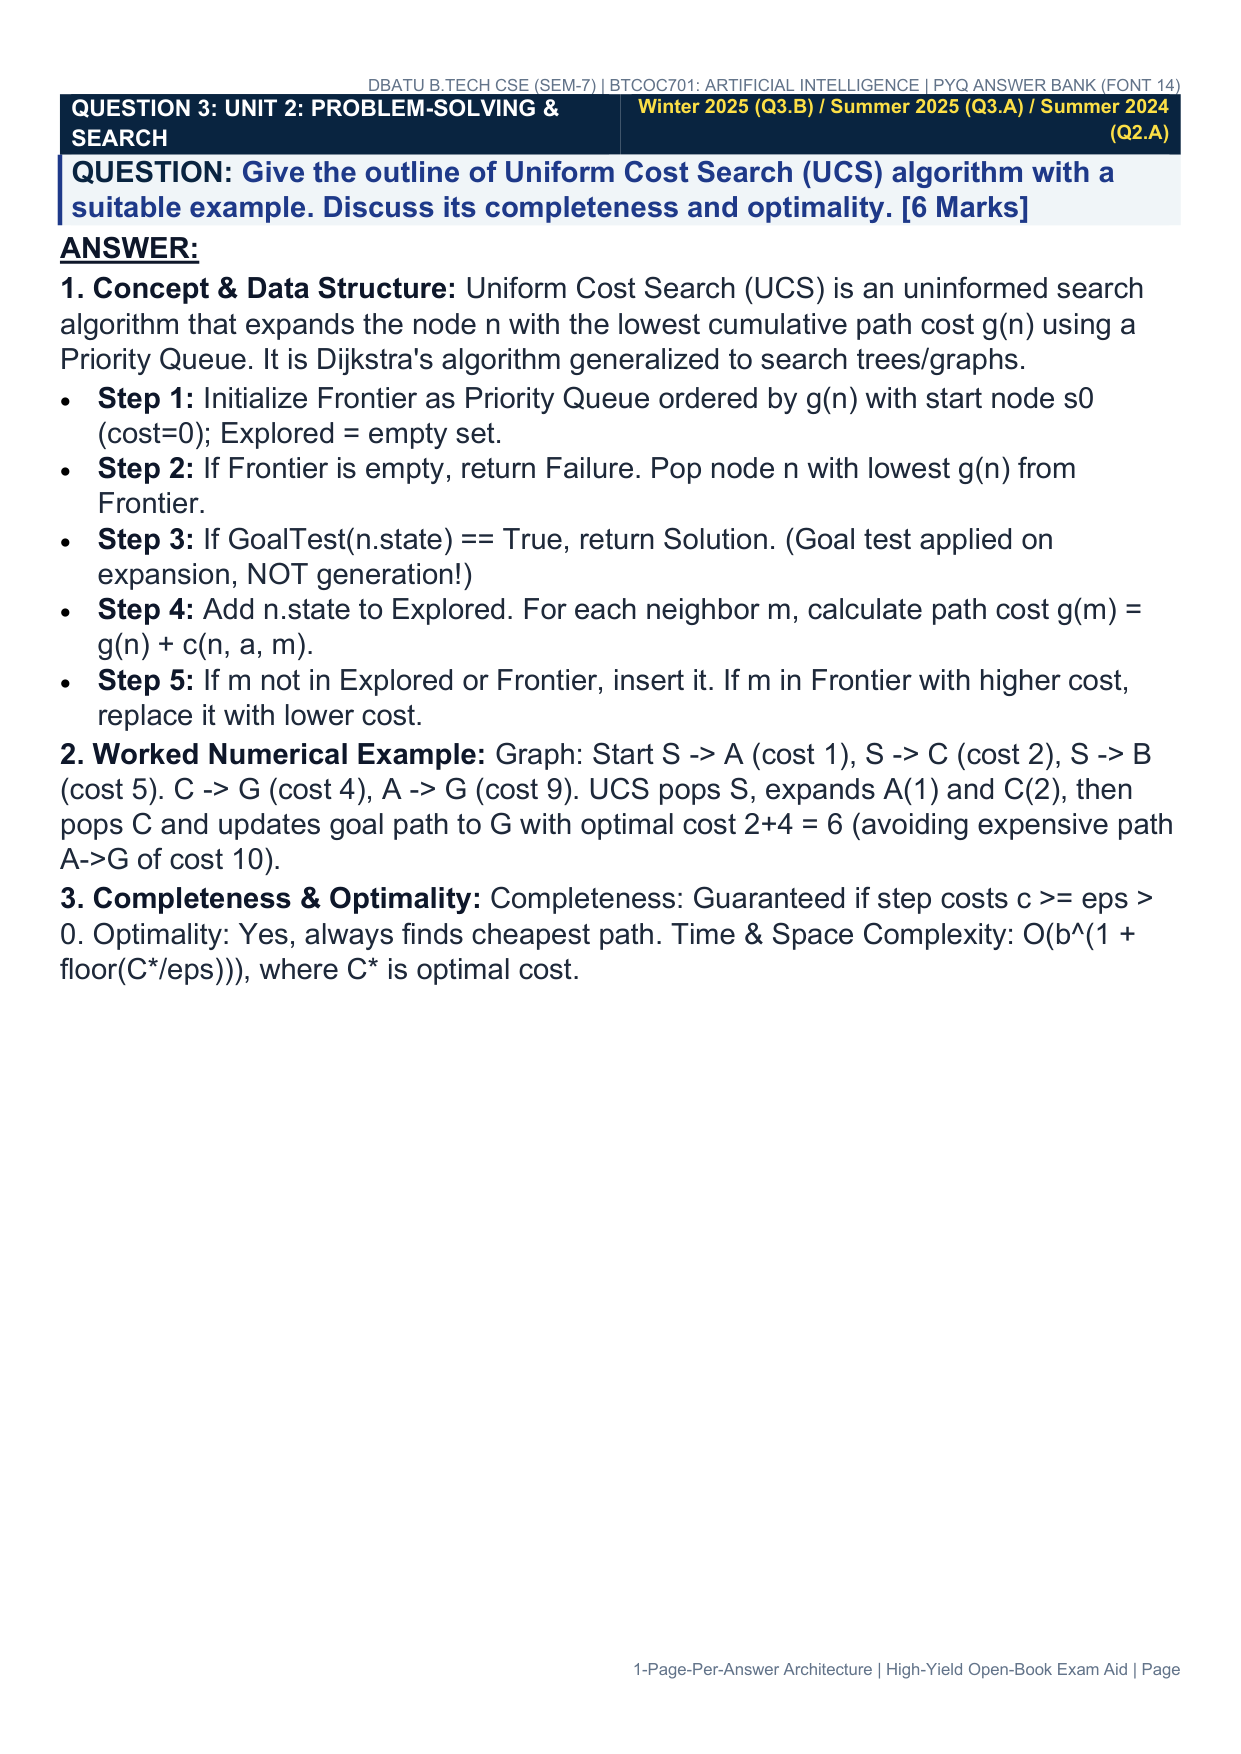 DBATU B.TECH CSE (SEM-7) | BTCOC701: ARTIFICIAL INTELLIGENCE | PYQ ANSWER BANK (FONT 14)
QUESTION 3: UNIT 2: PROBLEM-SOLVING &
SEARCH
Winter 2025 (Q3.B) / Summer 2025 (Q3.A) / Summer 2024
(Q2.A)
QUESTION: Give the outline of Uniform Cost Search (UCS) algorithm with a
suitable example. Discuss its completeness and optimality. [6 Marks]
ANSWER:
1. Concept & Data Structure: Uniform Cost Search (UCS) is an uninformed search
algorithm that expands the node n with the lowest cumulative path cost g(n) using a
Priority Queue. It is Dijkstra's algorithm generalized to search trees/graphs.
• Step 1: Initialize Frontier as Priority Queue ordered by g(n) with start node s0
(cost=0); Explored = empty set.
• Step 2: If Frontier is empty, return Failure. Pop node n with lowest g(n) from
Frontier.
• Step 3: If GoalTest(n.state) == True, return Solution. (Goal test applied on
expansion, NOT generation!)
• Step 4: Add n.state to Explored. For each neighbor m, calculate path cost g(m) =
g(n) + c(n, a, m).
• Step 5: If m not in Explored or Frontier, insert it. If m in Frontier with higher cost,
replace it with lower cost.
2. Worked Numerical Example: Graph: Start S -> A (cost 1), S -> C (cost 2), S -> B
(cost 5). C -> G (cost 4), A -> G (cost 9). UCS pops S, expands A(1) and C(2), then
pops C and updates goal path to G with optimal cost 2+4 = 6 (avoiding expensive path
A->G of cost 10).
3. Completeness & Optimality: Completeness: Guaranteed if step costs c >= eps >
0. Optimality: Yes, always finds cheapest path. Time & Space Complexity: O(b^(1 +
floor(C*/eps))), where C* is optimal cost.
1-Page-Per-Answer Architecture | High-Yield Open-Book Exam Aid | Page